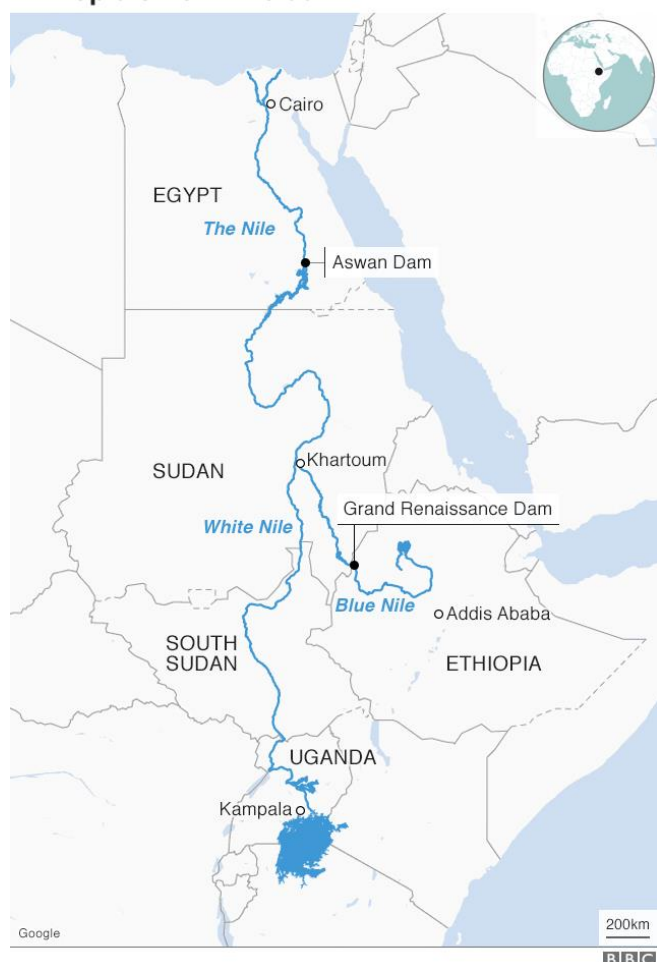 Cairo
EGYPT
The Nile
Aswan Dam
Khartoum
SUDAN
Grand Renaissance Dam
White Nile
Blue Nile
Addis Ababa
SOUTH
SUDAN
ETHIOPIA
UGANDA
Kampala
200km
Google
BBC